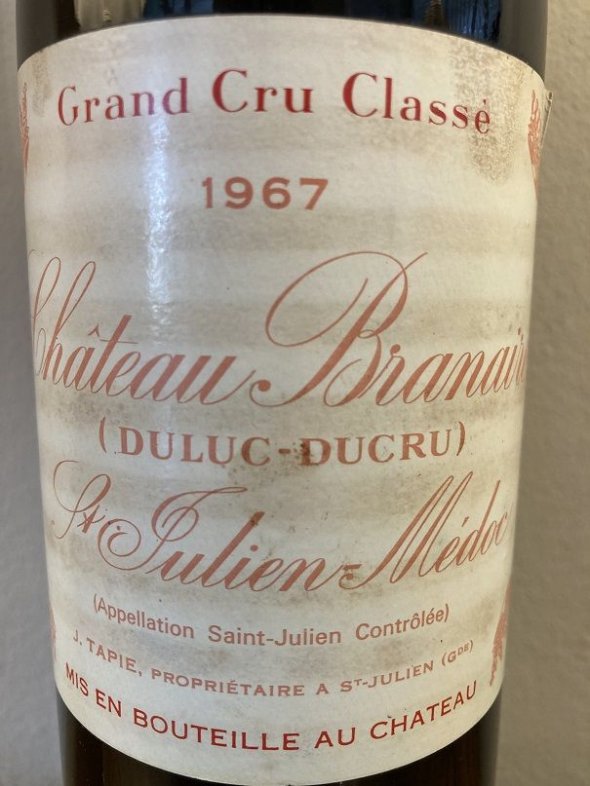 Grand Cru Classé
1967
Château Branaire
(DULUC-DUCRU)
St Julien-Médoc
(Appellation Saint-Julien Contrôlée)
J. TAPIE, PROPRIÉTAIRE A ST-JULIEN (GDE)
MIS EN BOUTEILLE AU CHATEAU